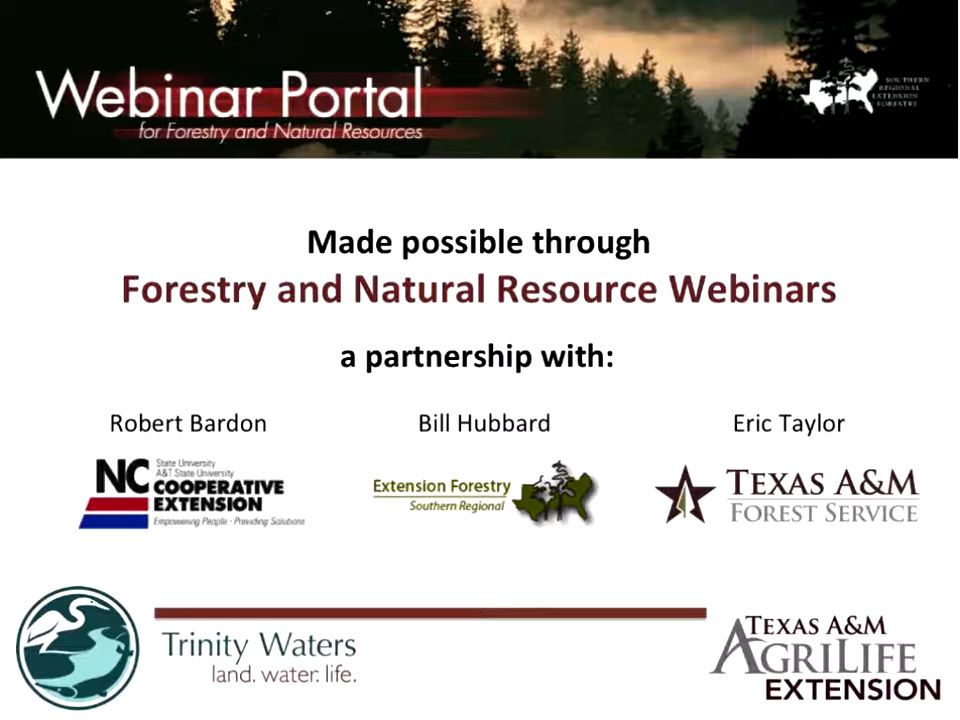 Webinar Portal
for Forestry and Natural Resources
SOUTHERN
REGIONAL
EXTENSION
FORESTRY
Made possible through
Forestry and Natural Resource Webinars
a partnership with:
Robert Bardon
Bill Hubbard
Eric Taylor
NC
State University
A&T State University
COOPERATIVE
EXTENSION
Empowering People · Providing Solutions
Extension Forestry
Southern Regional
TEXAS A&M
FOREST SERVICE
Trinity Waters
land. water. life.
TEXAS A&M
AGRILIFE
EXTENSION